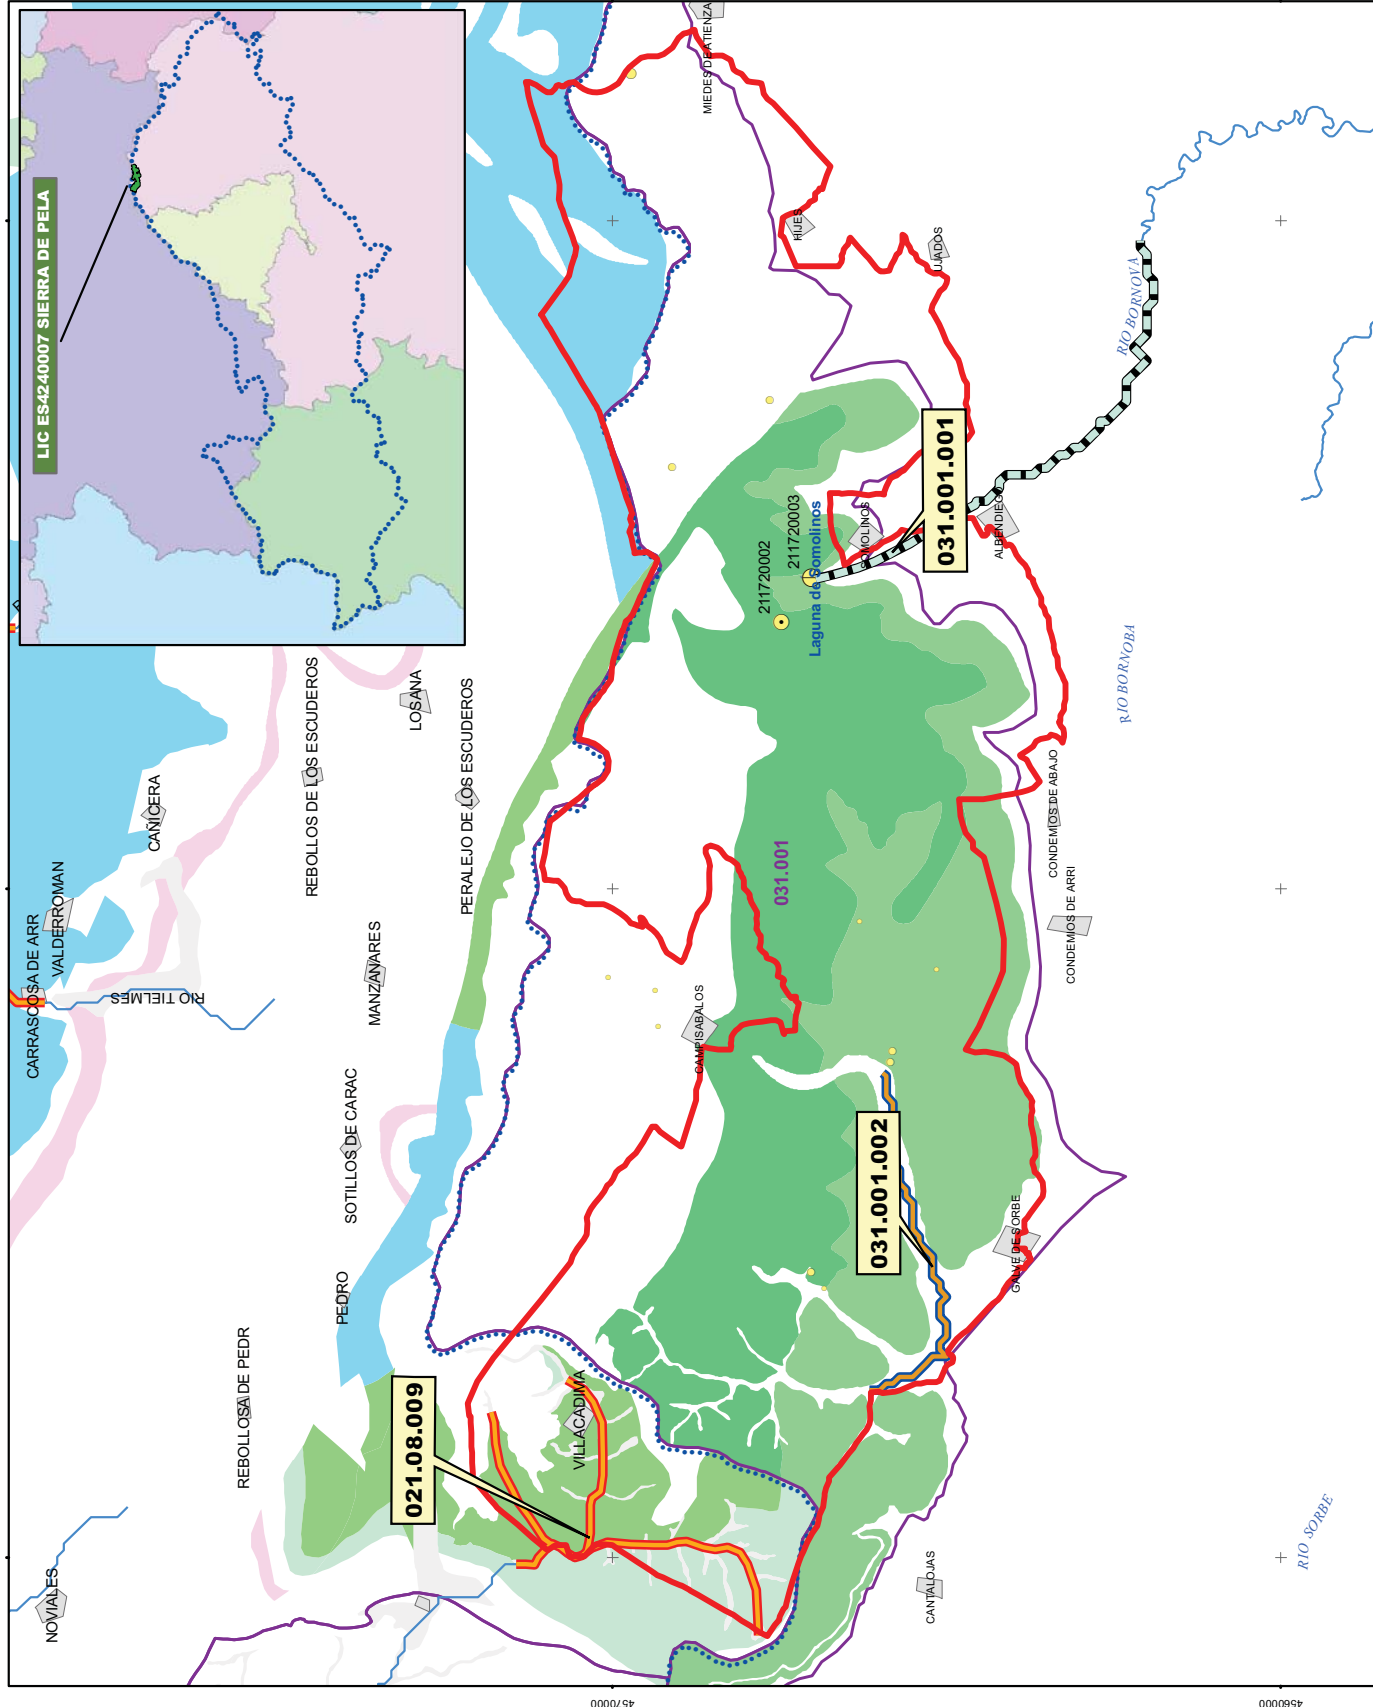 LIC ES4240007 SIERRA DE PELA
NOVIALES
CARRASCOSA DE ARR
VALDERROMAN
CAÑICERA
RIO TIELMES
REBOLLOS DE LOS ESCUDEROS
LOSANA
PERALEJO DE LOS ESCUDEROS
MANZANARES
SOTILLOS DE CARAC
PEDRO
REBOLLOSA DE PEDR
021.08.009
VILLACADIMA
CAMPISABALOS
031.001
211720002
211720003
Laguna de Somolinos
SOMOLINOS
031.001.001
ALBENDIEGO
MIEDES DE ATIENZA
HIJES
UJADOS
RIO BORNOVA
RIO BORNOBA
CONDEMIOS DE ABAJO
CONDEMIOS DE ARRI
031.001.002
GALVE DE SORBE
CANTALOJAS
RIO SORBE
4570000
4560000